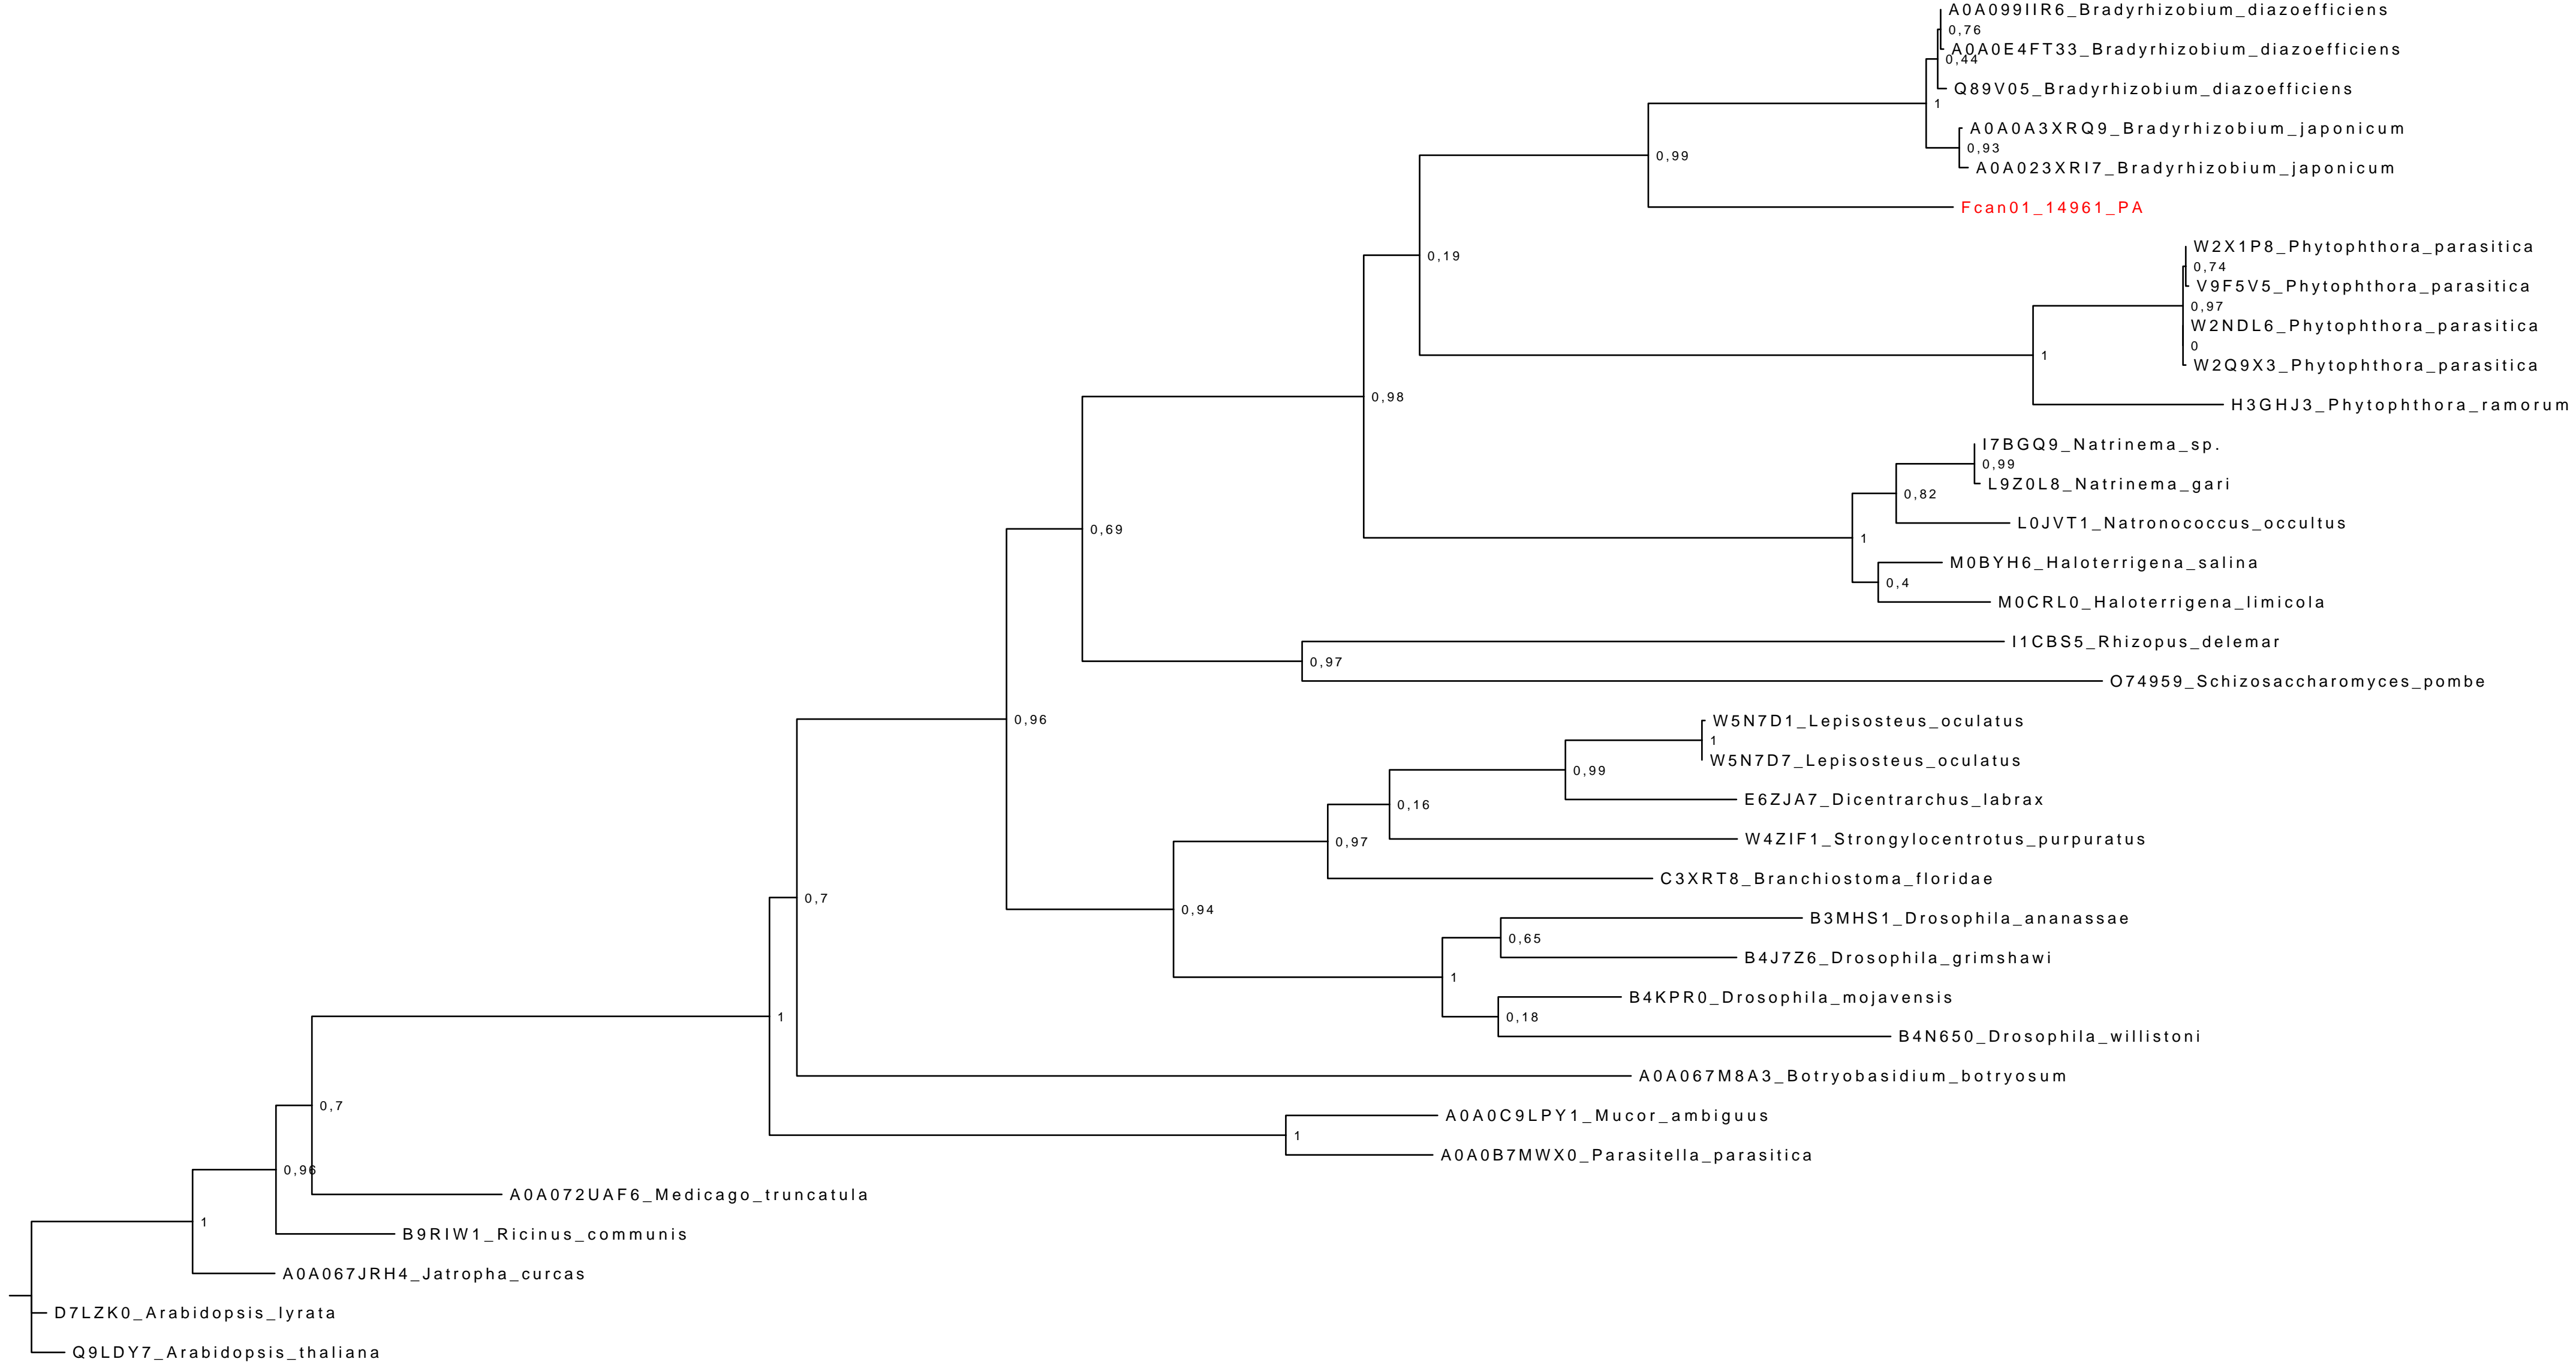 A0A099IIR6_Bradyrhizobium_diazoefficiens
0,76
A0A0E4FT33_Bradyrhizobium_diazoefficiens
0,44
Q89V05_Bradyrhizobium_diazoefficiens
1
A0A0A3XRQ9_Bradyrhizobium_japonicum
0,93
0,99
A0A023XRI7_Bradyrhizobium_japonicum
Fcan01_14961_PA
W2X1P8_Phytophthora_parasitica
0,19
0,74
V9F5V5_Phytophthora_parasitica
0,97
W2NDL6_Phytophthora_parasitica
0
1
W2Q9X3_Phytophthora_parasitica
0,98
H3GHJ3_Phytophthora_ramorum
I7BGQ9_Natrinema_sp.
0,99
L9Z0L8_Natrinema_gari
0,82
L0JVT1_Natronococcus_occultus
0,69
1
M0BYH6_Haloterrigena_salina
0,4
M0CRL0_Haloterrigena_limicola
I1CBS5_Rhizopus_delemar
0,97
O74959_Schizosaccharomyces_pombe
0,96
W5N7D1_Lepisosteus_oculatus
1
W5N7D7_Lepisosteus_oculatus
0,99
E6ZJA7_Dicentrarchus_labrax
0,16
W4ZIF1_Strongylocentrotus_purpuratus
0,97
C3XRT8_Branchiostoma_floridae
0,7
0,94
B3MHS1_Drosophila_ananassae
0,65
B4J7Z6_Drosophila_grimshawi
1
B4KPR0_Drosophila_mojavensis
1
0,18
B4N650_Drosophila_willistoni
A0A067M8A3_Botryobasidium_botryosum
0,7
A0A0C9LPY1_Mucor_ambiguus
1
A0A0B7MWX0_Parasitella_parasitica
0,96
A0A072UAF6_Medicago_truncatula
1
B9RIW1_Ricinus_communis
A0A067JRH4_Jatropha_curcas
D7LZK0_Arabidopsis_lyrata
Q9LDY7_Arabidopsis_thaliana